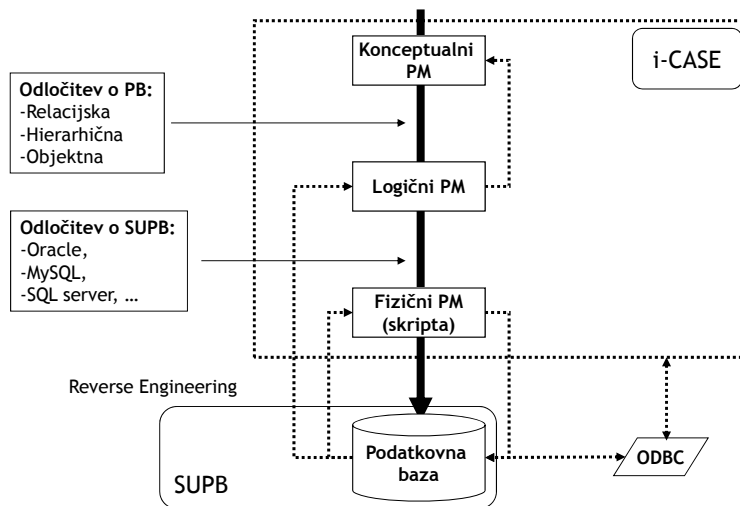 Konceptualni
PM
i-CASE
Odločitev o PB:
-Relacijska
-Hierarhična
-Objektna
Logični PM
Odločitev o SUPB:
-Oracle,
-MySQL,
-SQL server, …
Fizični PM
(skripta)
Reverse Engineering
Podatkovna
baza
ODBC
SUPB